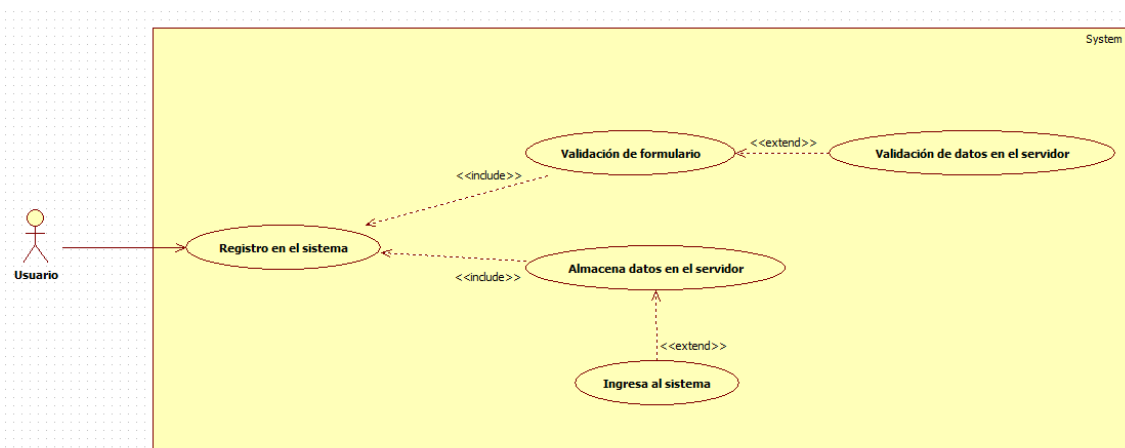 System
Validación de formulario
<<extend>>
Validación de datos en el servidor
<<include>>
Usuario
Registro en el sistema
Almacena datos en el servidor
<<include>>
<<extend>>
Ingresa al sistema